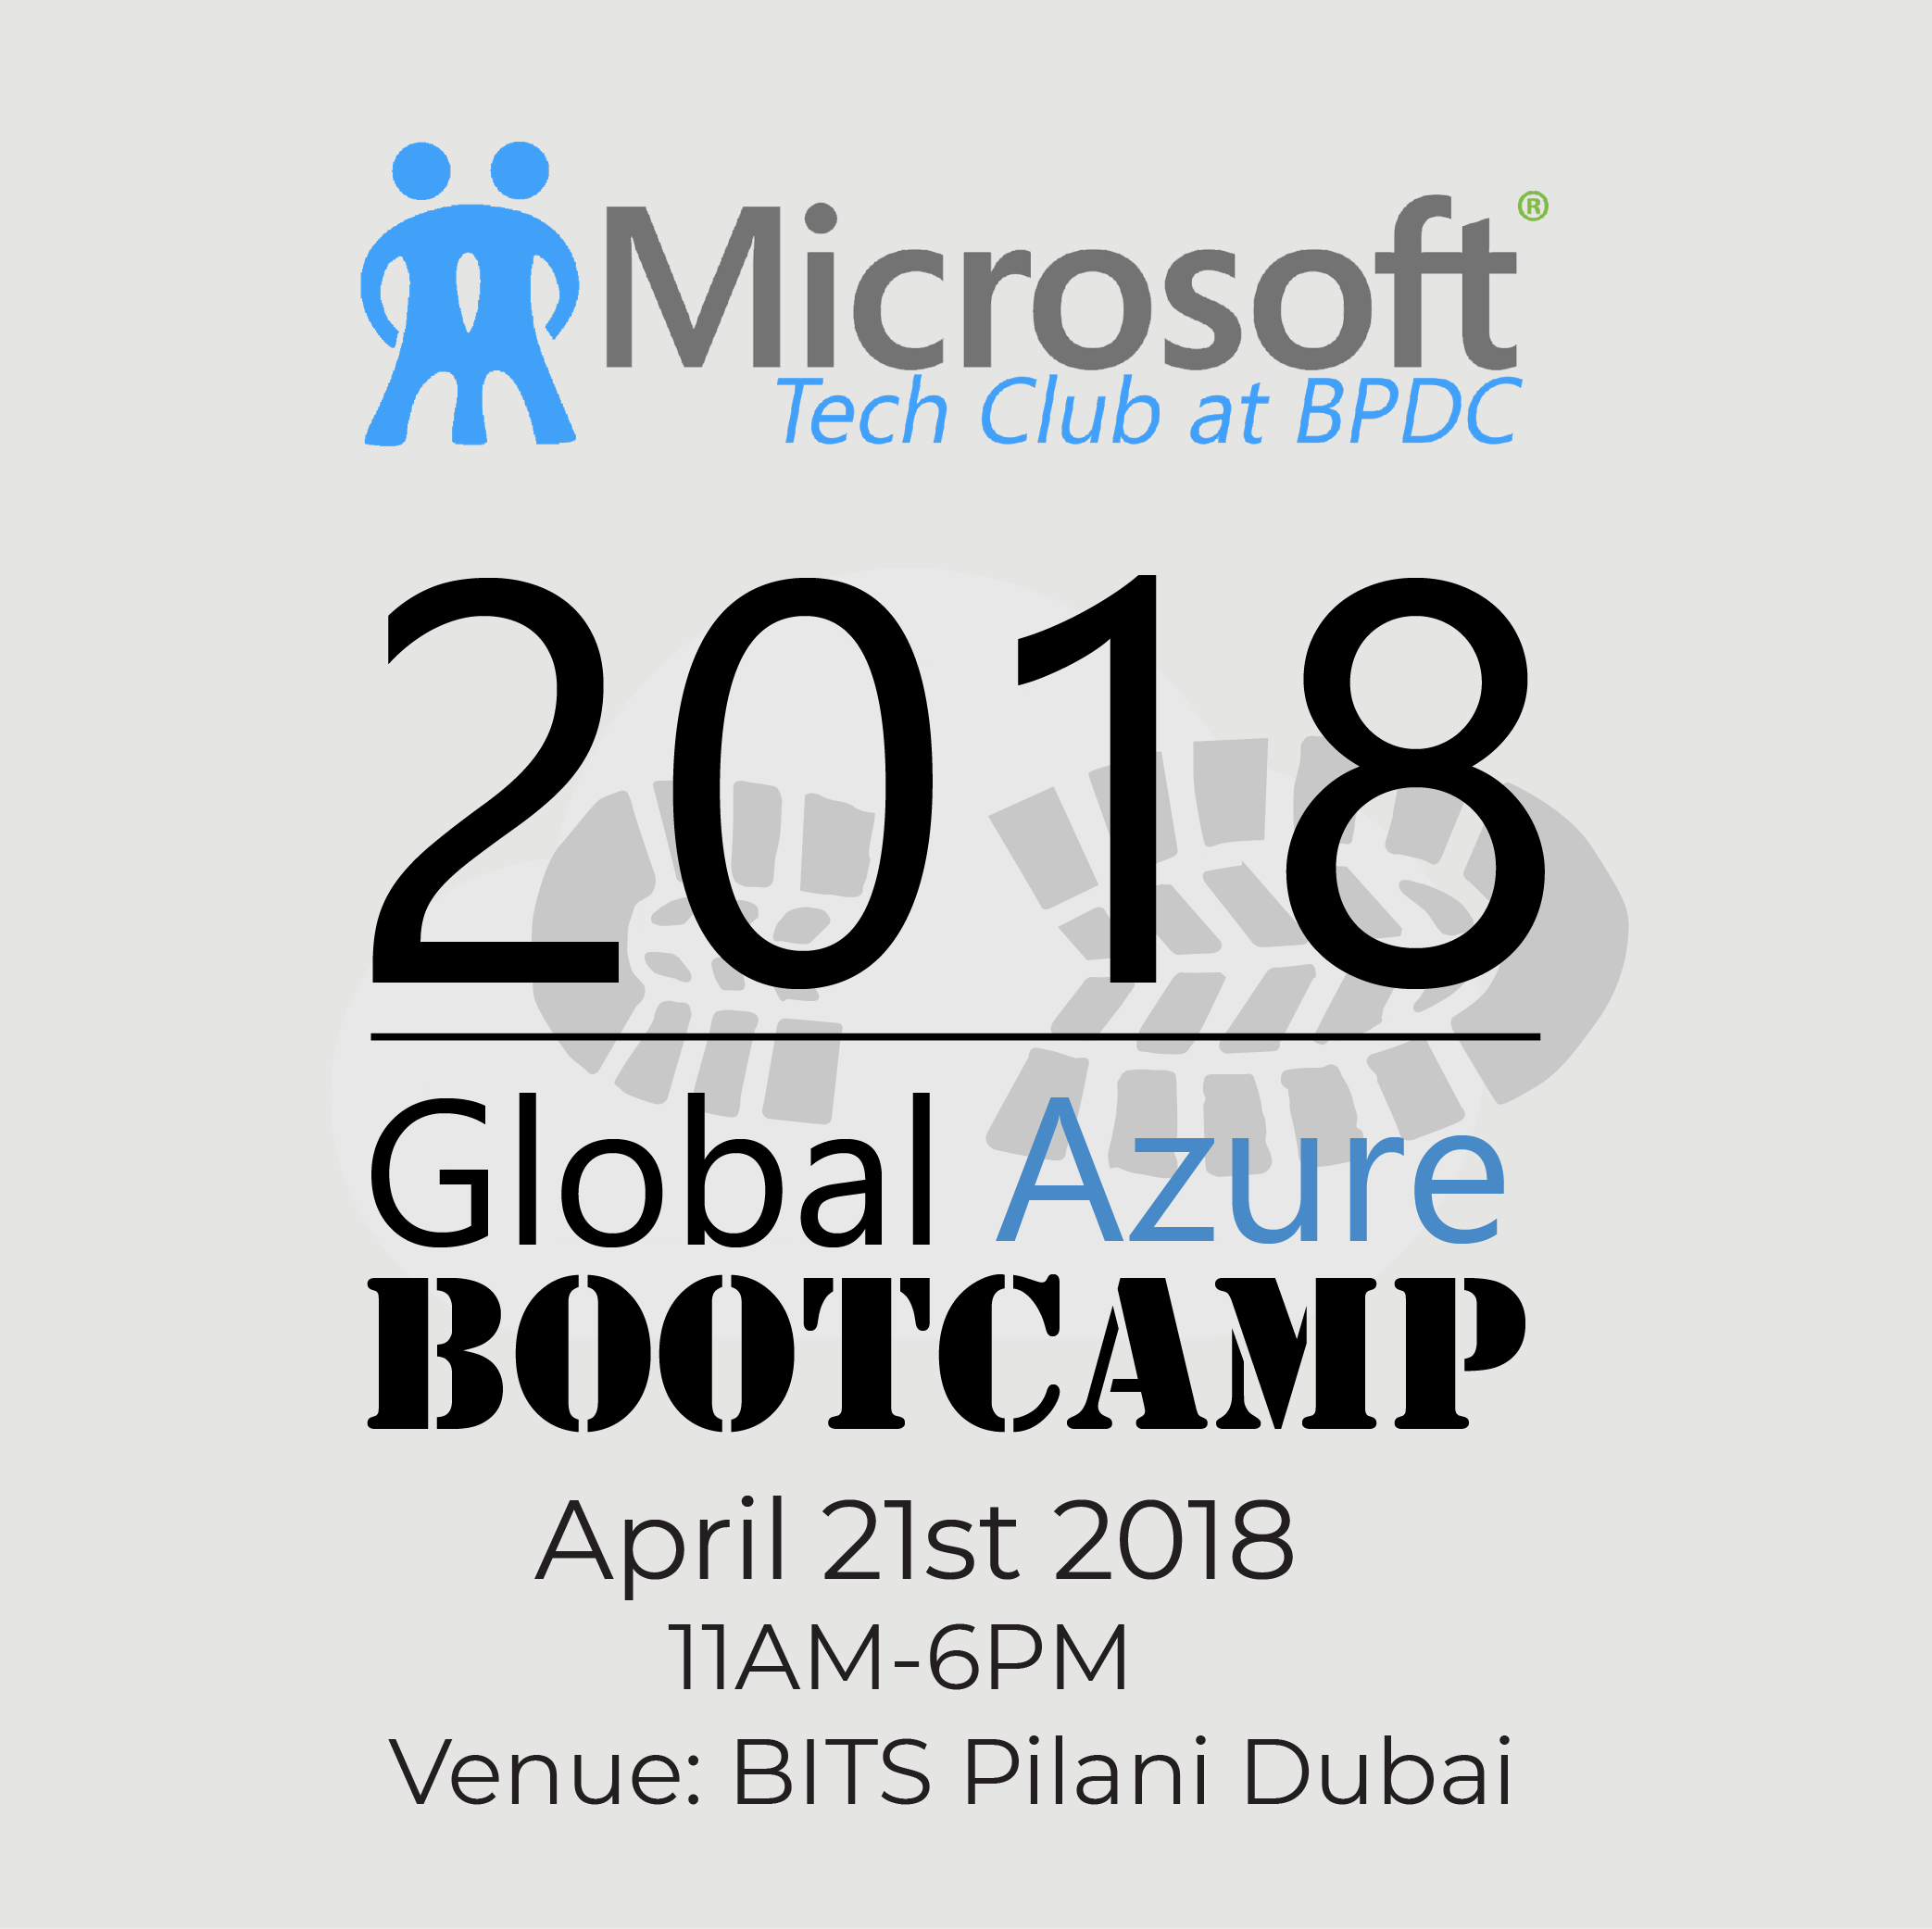 Microsoft®
Tech Club at BPDC
2018
Global Azure
BOOTCAMP
April 21st 2018
11AM-6PM
Venue: BITS Pilani Dubai